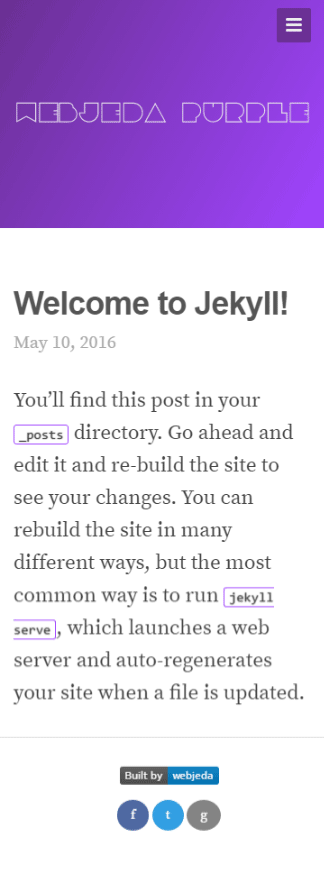 WEBJEDA PURPLE
Welcome to Jekyll!
May 10, 2016
You’ll find this post in your
_posts directory. Go ahead and
edit it and re-build the site to
see your changes. You can
rebuild the site in many
different ways, but the most
common way is to run jekyll
serve, which launches a web
server and auto-regenerates
your site when a file is updated.
Built by webjeda
f t g